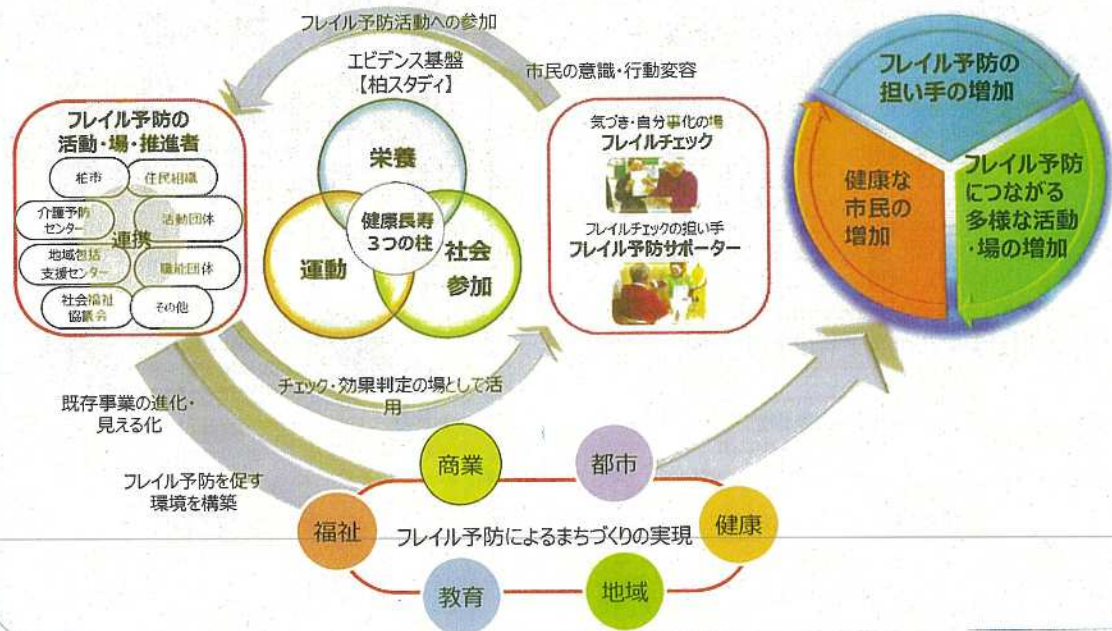 フレイル予防活動への参加
エビデンス基盤
【柏スタディ】
市民の意識・行動変容
フレイル予防の
活動・場・推進者
柏市
住民組織
介護予防
センター
活動団体
連携
地域包括
支援センター
職能団体
社会福祉
協議会
その他
栄養
健康長寿
3つの柱
運動
社会
参加
気づき・自分事化の場
フレイルチェック
フレイルチェックの担い手
フレイル予防サポーター
フレイル予防の
担い手の増加
健康な
市民の
増加
フレイル予防
につながる
多様な活動
・場の増加
チェック・効果判定の場として活
用
既存事業の進化・
見える化
フレイル予防を促す
環境を構築
商業
都市
福祉
フレイル予防によるまちづくりの実現
健康
教育
地域